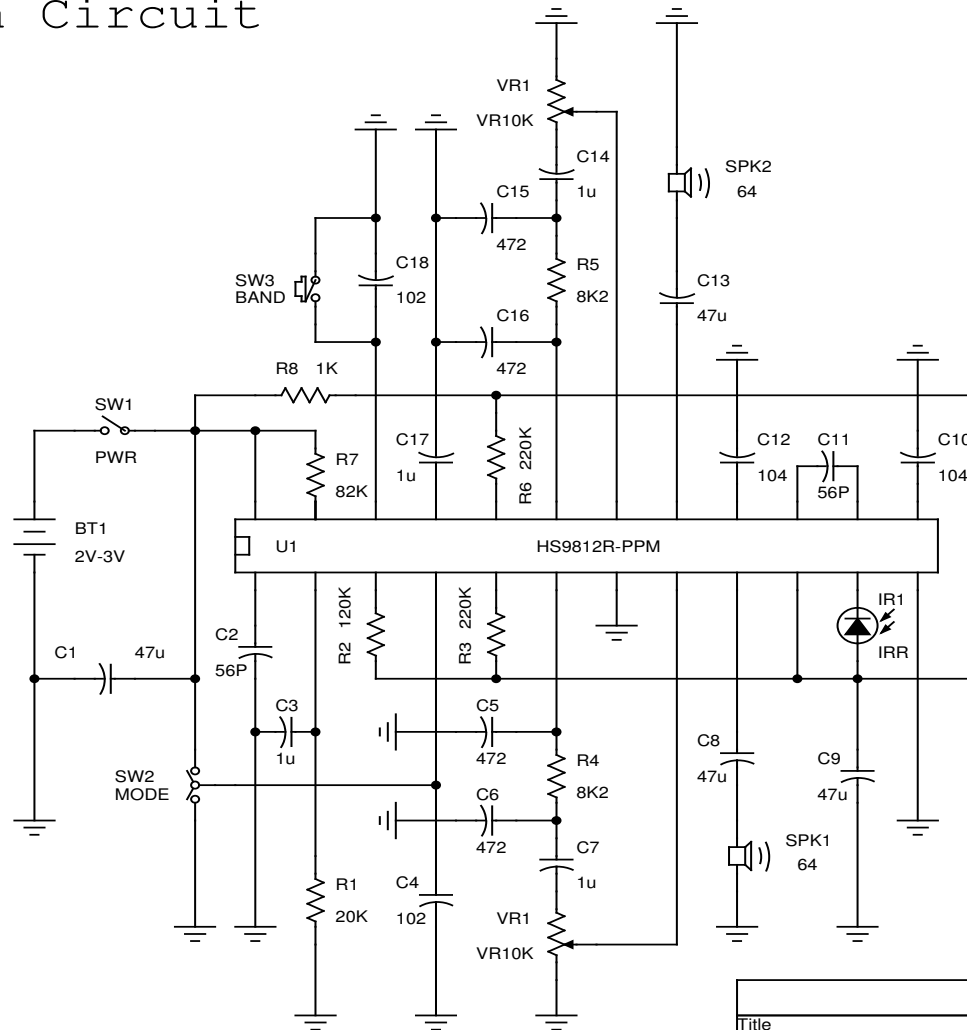 Circuit
VR1
VR10K
C14
1u
SPK2
64
C15
472
C18
102
SW3
BAND
R5
8K2
C13
47u
C16
472
R8 1K
SW1
PWR
R7
82K
C17
1u
R6 220K
C12
104
C11
56P
C10
104
BT1
2V-3V
U1
HS9812R-PPM
C1
47u
C2
56P
R2 120K
R3 220K
IR1
IRR
C3
1u
C5
472
R4
8K2
SW2
MODE
C6
472
C8
47u
C9
47u
C7
1u
SPK1
64
R1
20K
C4
102
VR1
VR10K
Title